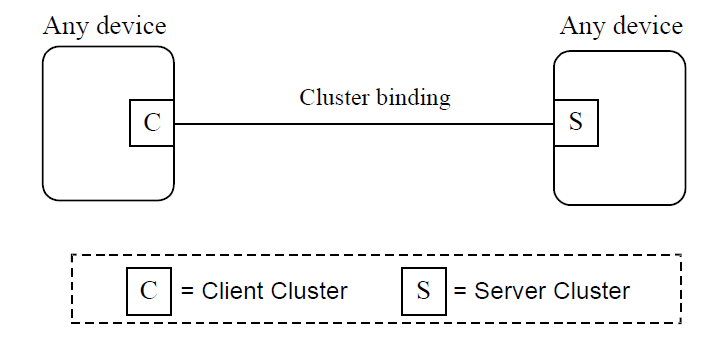 Any device
Any device
Cluster binding
C
S
C = Client Cluster
S = Server Cluster